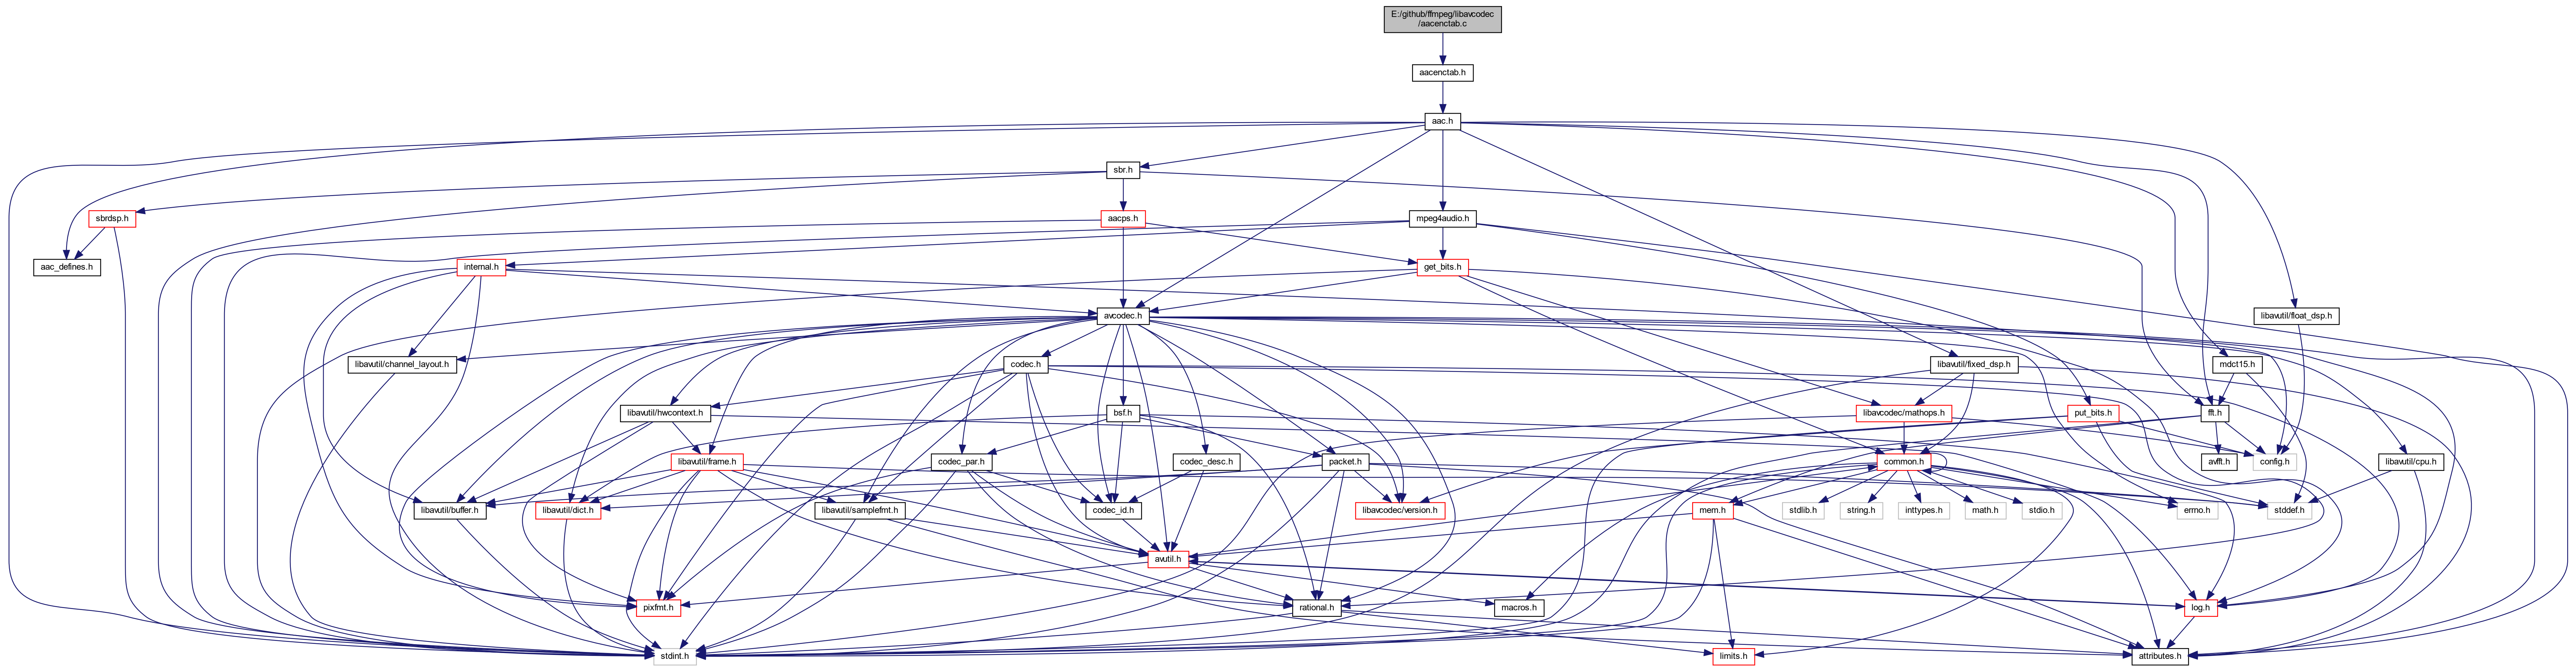 E:/github/ffmpeg/libavcodec
/aacenctab.c
aacenctab.h
aac.h
sbr.h
sbrdsp.h
aacps.h
mpeg4audio.h
aac_defines.h
internal.h
get_bits.h
avcodec.h
libavutil/float_dsp.h
libavutil/channel_layout.h
codec.h
libavutil/fixed_dsp.h
mdct15.h
libavutil/hwcontext.h
bsf.h
libavcodec/mathops.h
put_bits.h
fft.h
libavutil/frame.h
codec_par.h
codec_desc.h
packet.h
common.h
avfft.h
config.h
libavutil/cpu.h
libavutil/buffer.h
libavutil/dict.h
libavutil/samplefmt.h
codec_id.h
libavcodec/version.h
mem.h
stdlib.h
string.h
inttypes.h
math.h
stdio.h
errno.h
stddef.h
avutil.h
pixfmt.h
rational.h
macros.h
log.h
stdint.h
limits.h
attributes.h